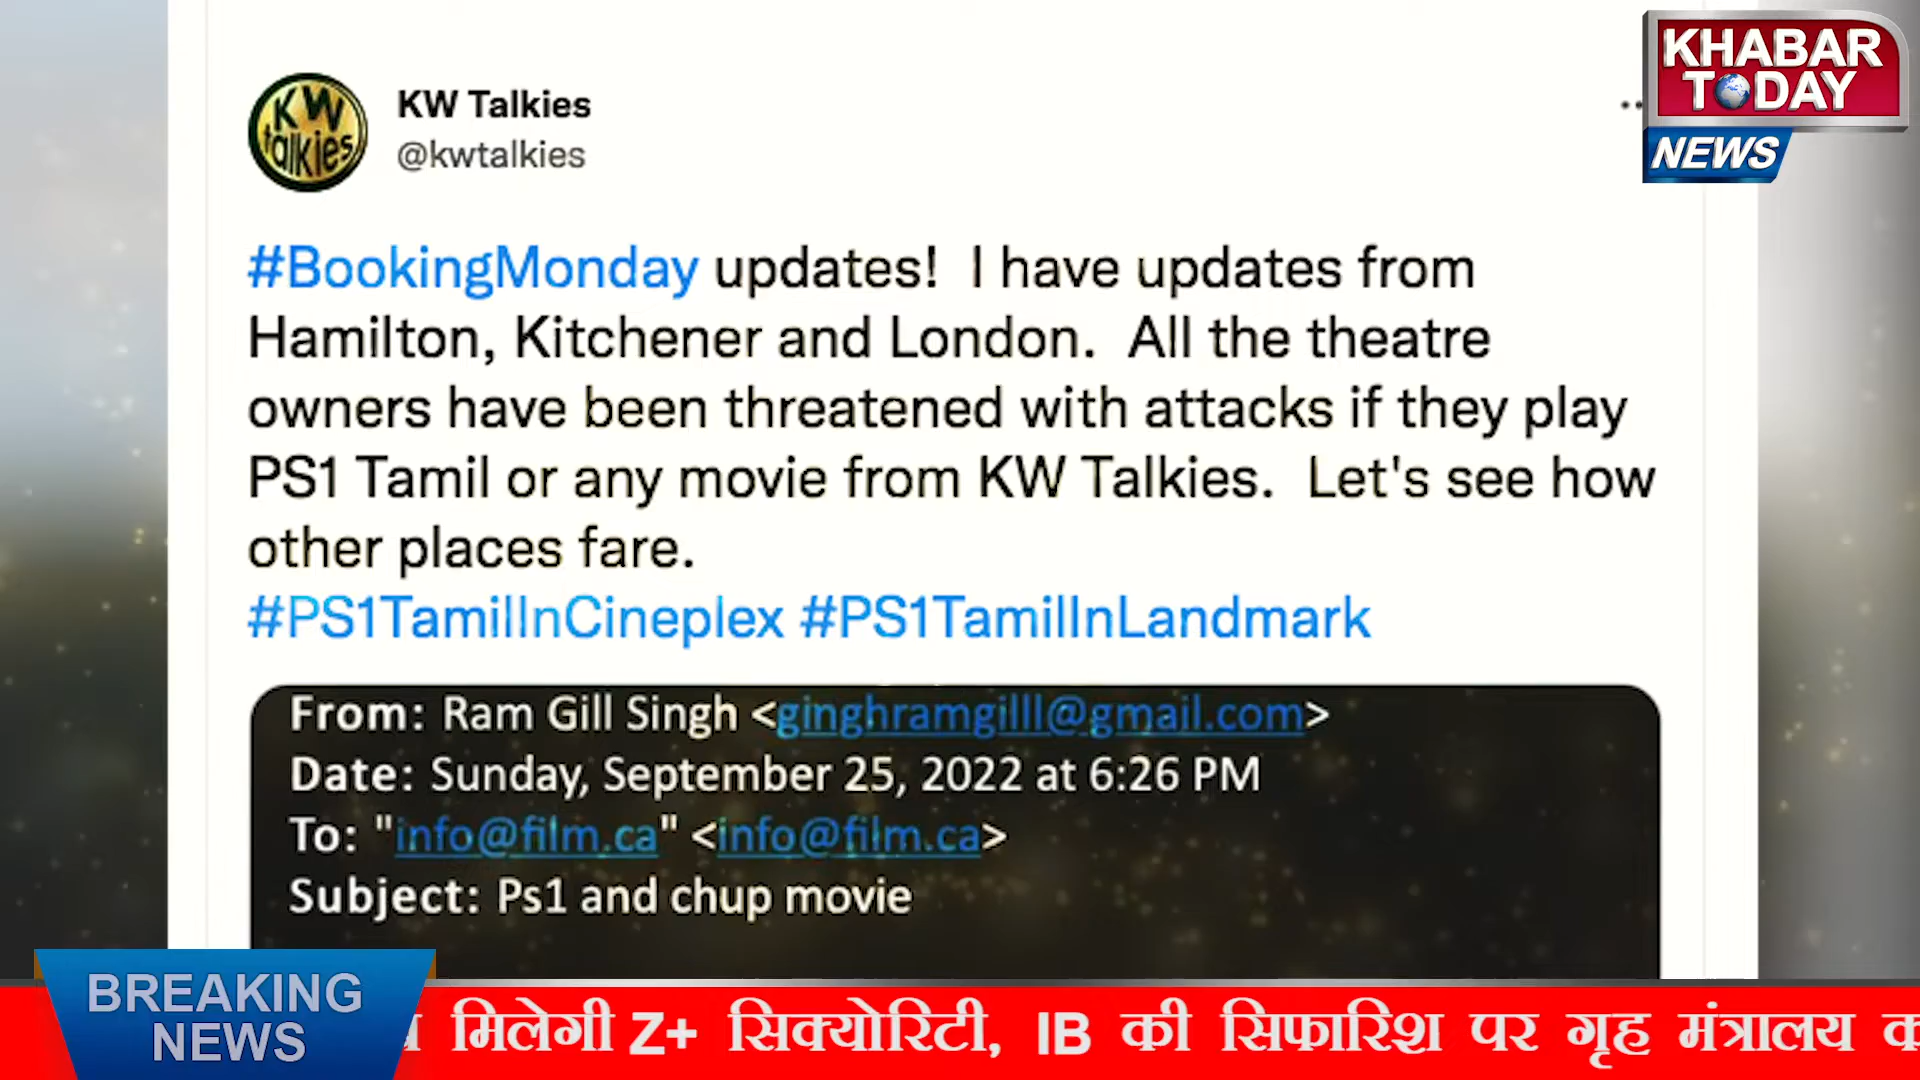 KHABAR
TODAY
NEWS
KW
talkies
KW Talkies
@kwtalkies
#BookingMonday updates! I have updates from
Hamilton, Kitchener and London. All the theatre
owners have been threatened with attacks if they play
PS1 Tamil or any movie from KW Talkies. Let's see how
other places fare.
#PS1TamilInCineplex #PS1TamilInLandmark
From: Ram Gill Singh <ginghramgilll@gmail.com>
Date: Sunday, September 25, 2022 at 6:26 PM
To: "info@film.ca" <info@film.ca>
Subject: Ps1 and chup movie
BREAKING
NEWS
मिलेगी Z+ सिक्योरिटी, IB की सिफारिश पर गृह मंत्रालय